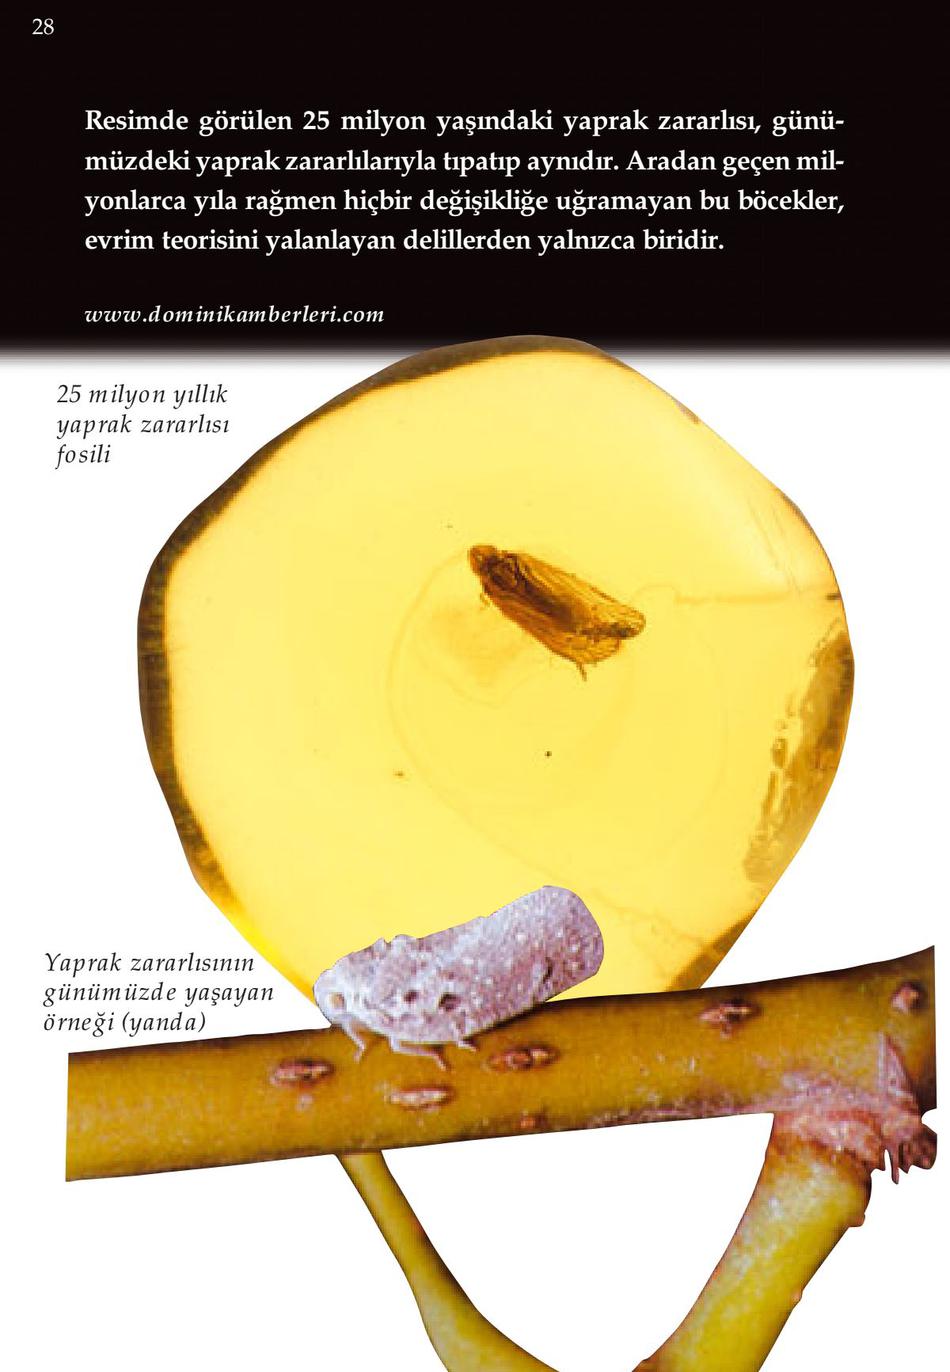 28
Resimde görülen 25 milyon yaşındaki yaprak zararlısı, günü-
müzdeki yaprak zararlılarıyla tıpatıp aynıdır. Aradan geçen mil-
yonlarca yıla rağmen hiçbir değişikliğe uğramayan bu böcekler,
evrim teorisini yalanlayan delillerden yalnızca biridir.
www.dominikamberleri.com
25 milyon yıllık
yaprak zararlısı
fosili
Yaprak zararlısının
günümüzde yaşayan
örneği (yanda)